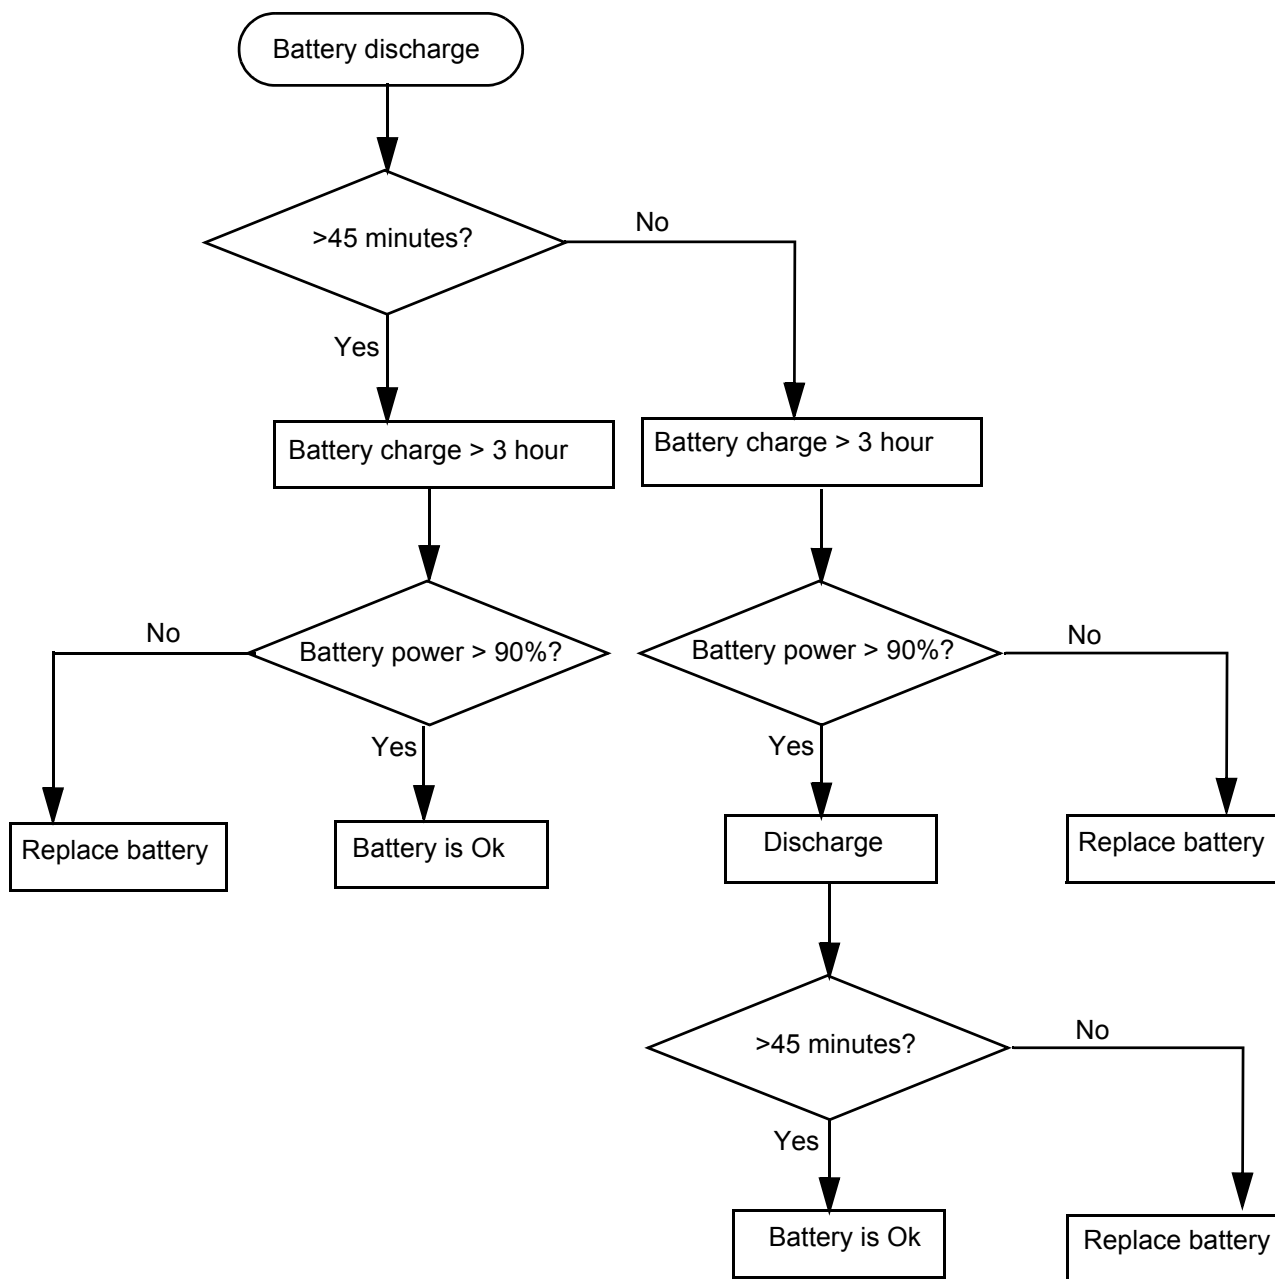 Battery discharge
>45 minutes?
No
Yes
Battery charge > 3 hour
Battery charge > 3 hour
No
Battery power > 90%?
Battery power > 90%?
No
Yes
Yes
Replace battery
Battery is Ok
Discharge
Replace battery
>45 minutes?
No
Yes
Battery is Ok
Replace battery